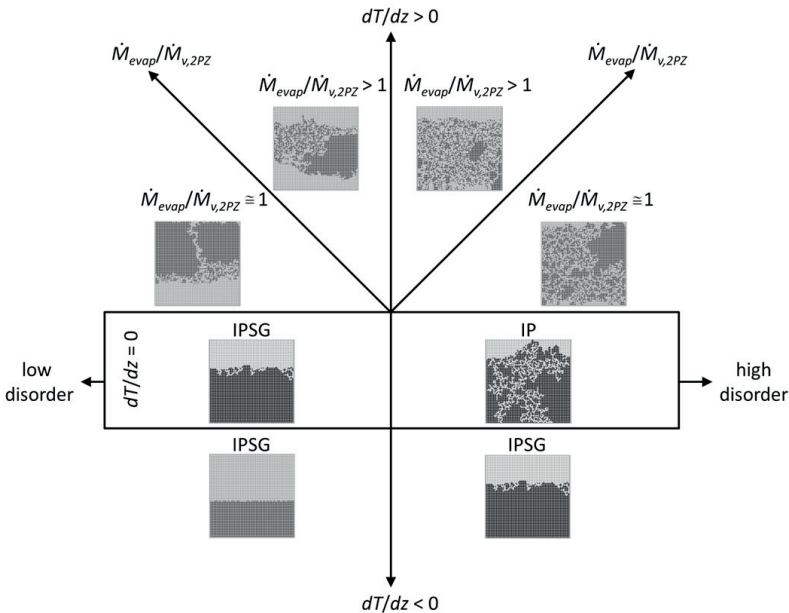 dT/dz > 0
Ṁevap/Ṁv,2PZ
Ṁevap/Ṁv,2PZ
Ṁevap/Ṁv,2PZ > 1
Ṁevap/Ṁv,2PZ > 1
Ṁevap/Ṁv,2PZ ≅ 1
Ṁevap/Ṁv,2PZ ≅ 1
IPSG
IP
dT/dz = 0
low
disorder
high
disorder
IPSG
IPSG
dT/dz < 0